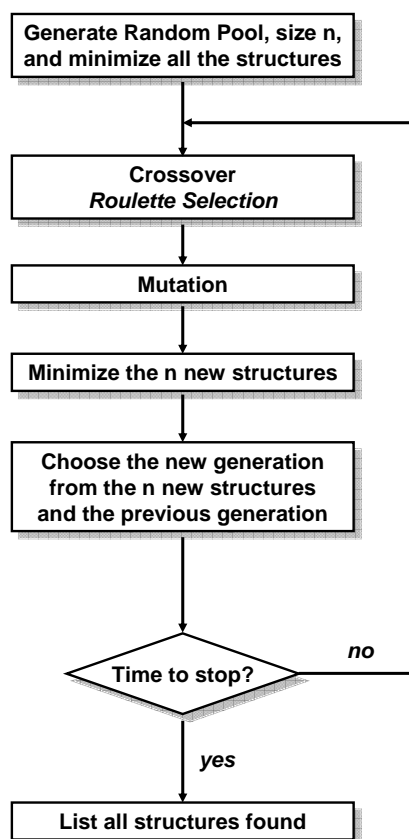 Generate Random Pool, size n,
and minimize all the structures
Crossover
Roulette Selection
Mutation
Minimize the n new structures
Choose the new generation
from the n new structures
and the previous generation
Time to stop?
no
yes
List all structures found